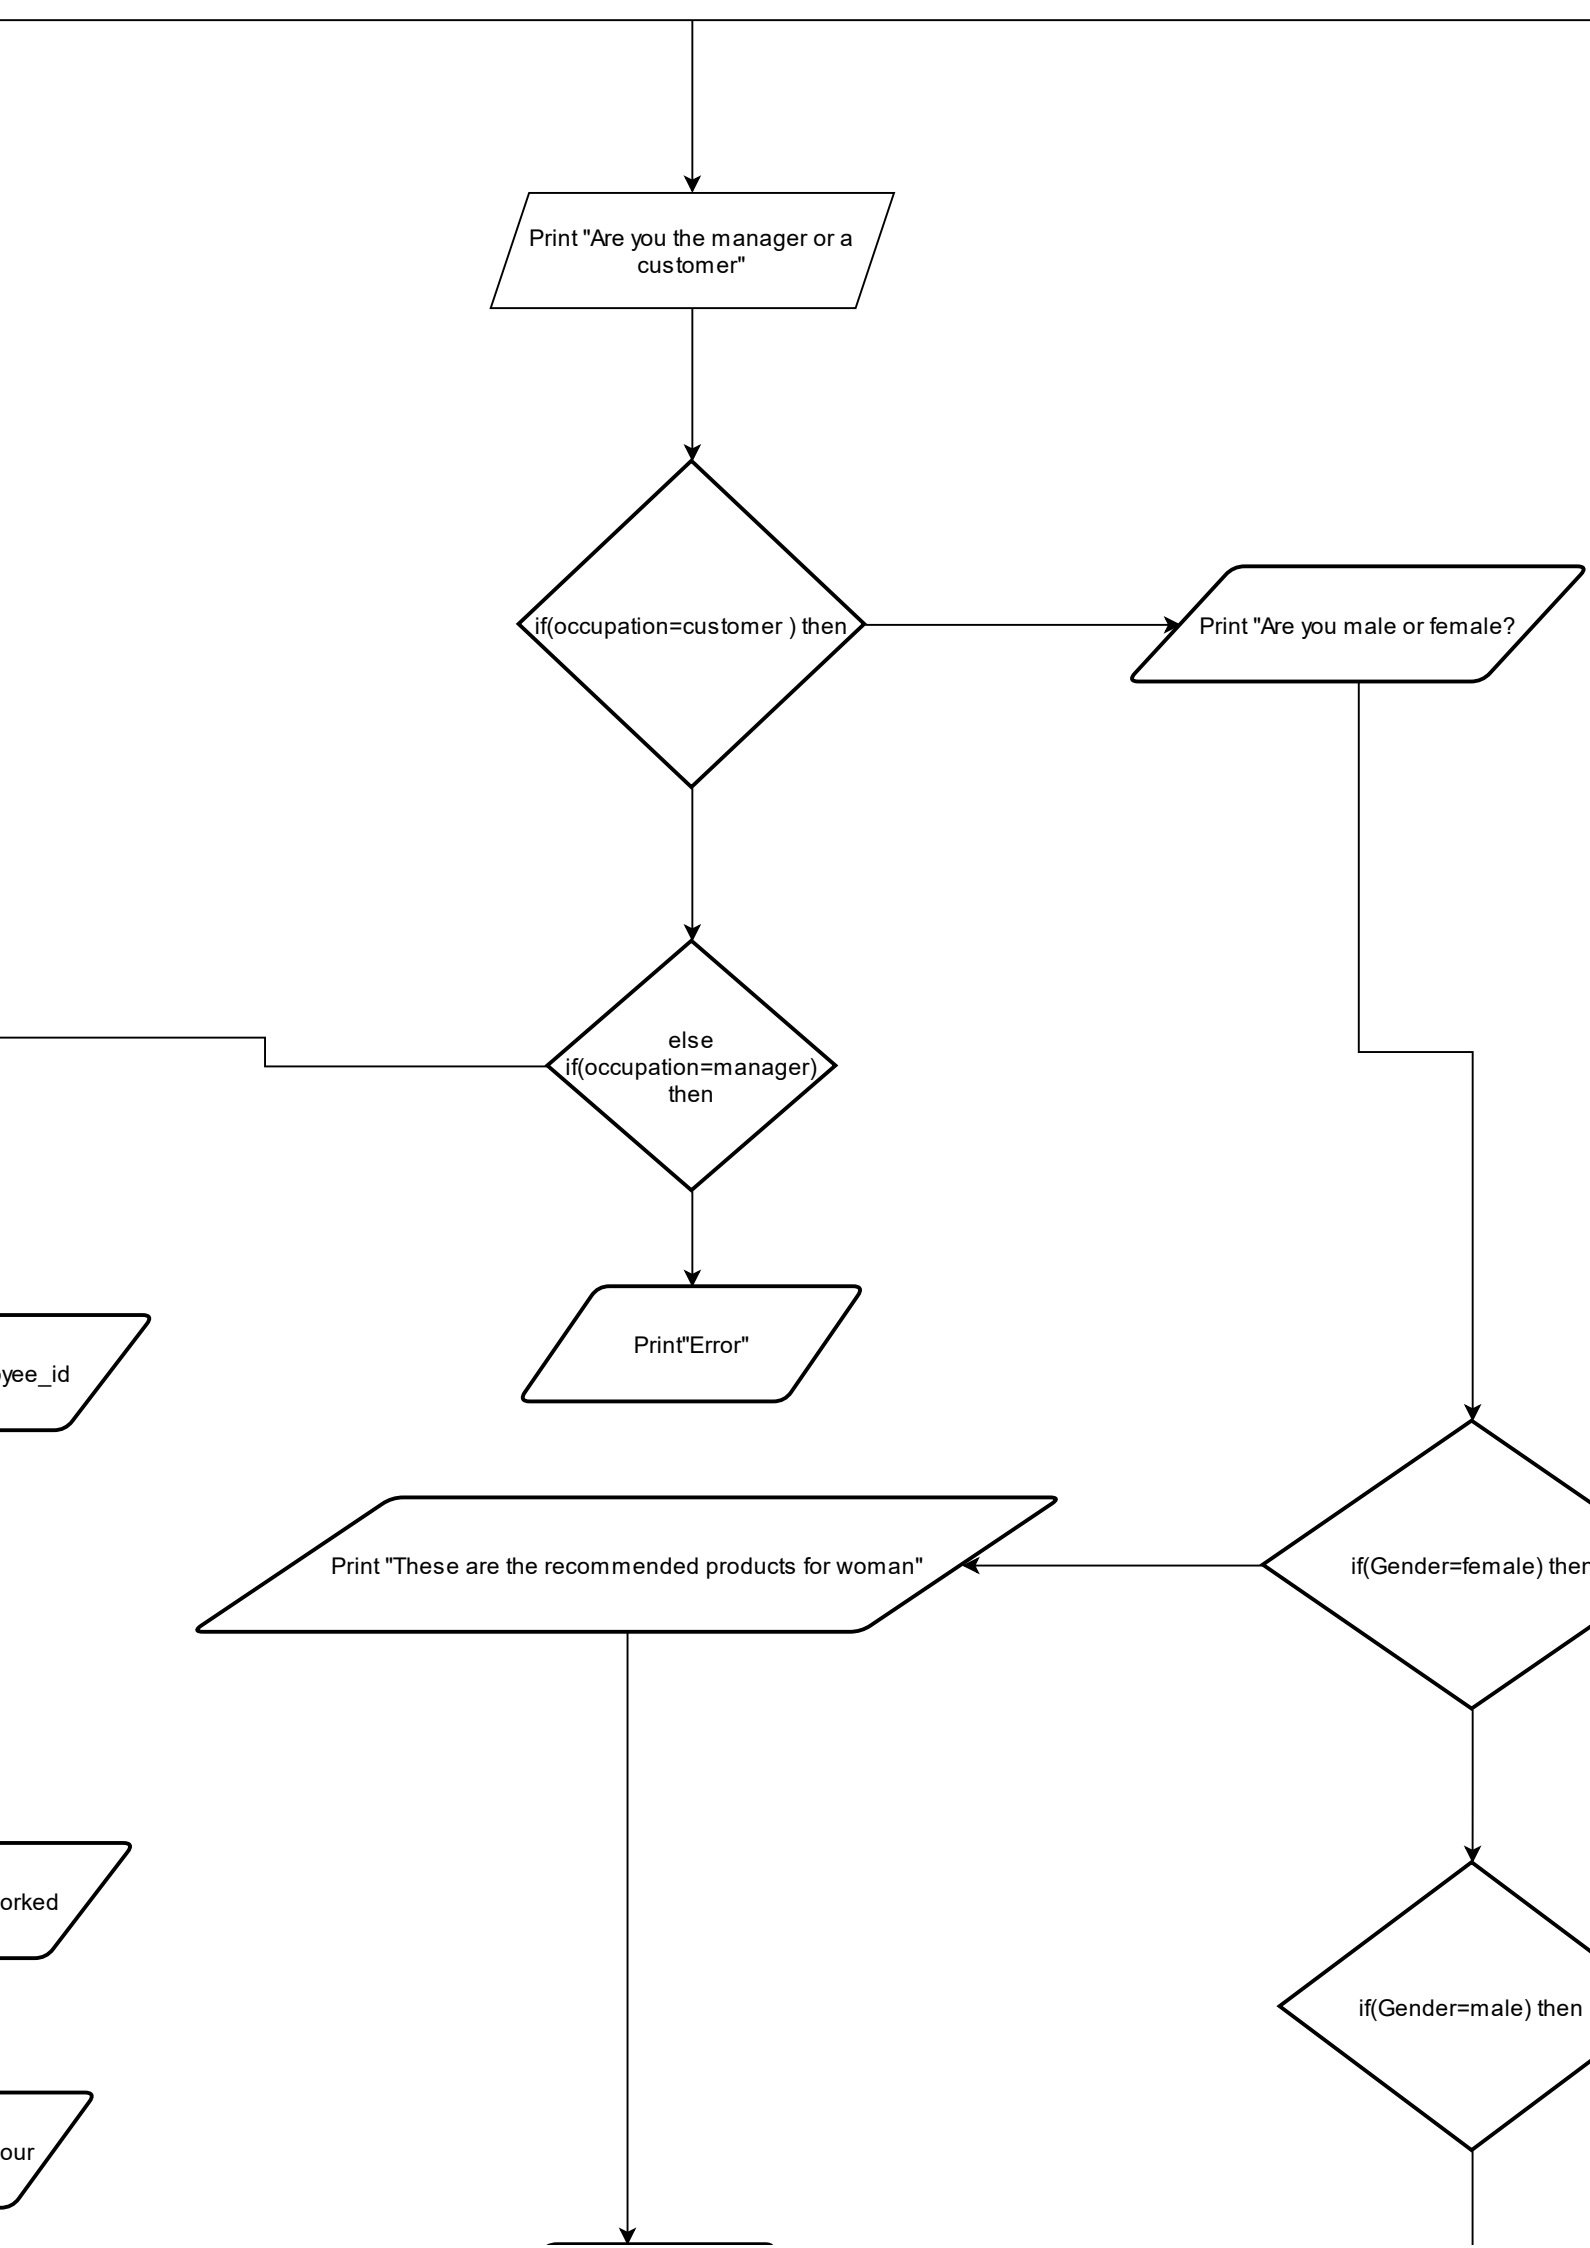 Print "Are you the manager or a
customer"
if(occupation=customer ) then
Print "Are you male or female?
else
if(occupation=manager)
then
Print"Error"
yee_id
Print "These are the recommended products for woman"
if(Gender=female) then
orked
if(Gender=male) then
our